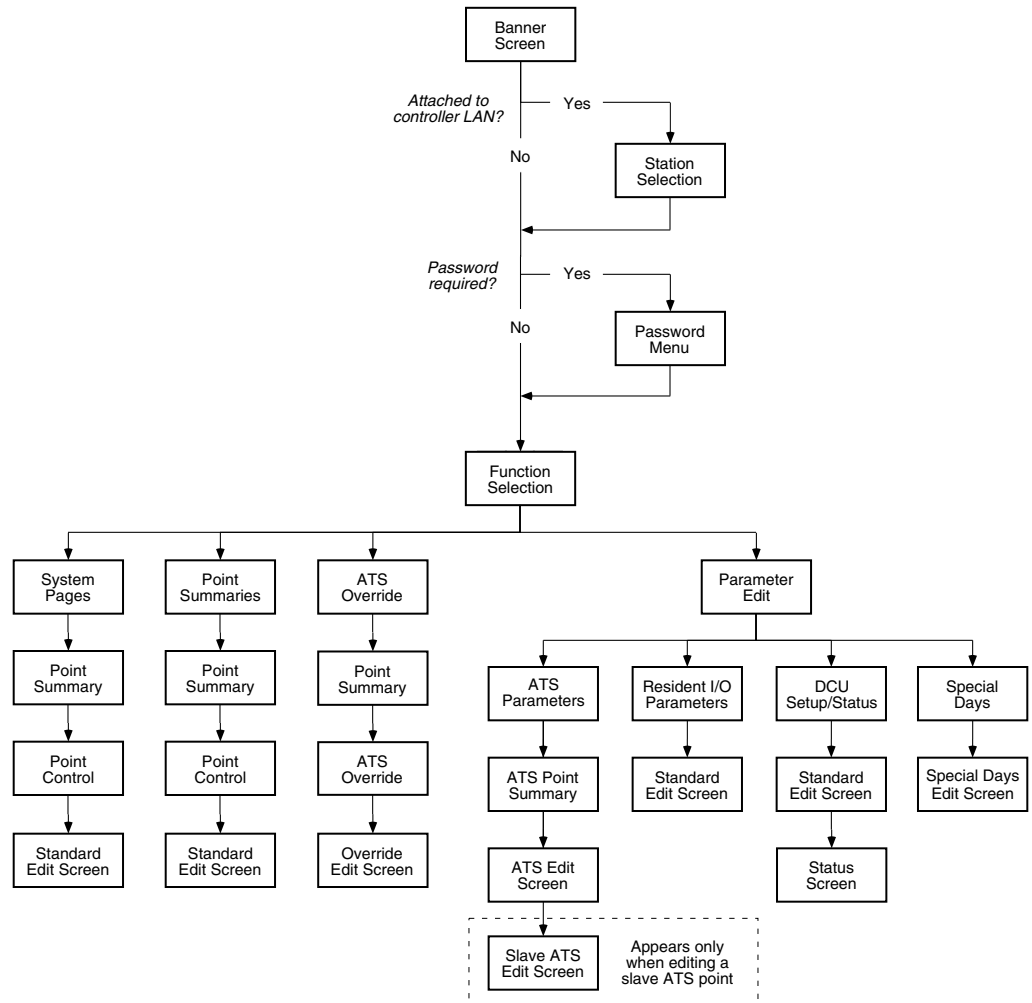 Banner
Screen
Attached to
controller LAN?
Yes
No
Station
Selection
Password
required?
Yes
No
Password
Menu
Function
Selection
System
Pages
Point
Summaries
ATS
Override
Parameter
Edit
Point
Summary
Point
Summary
Point
Summary
ATS
Parameters
Resident I/O
Parameters
DCU
Setup/Status
Special
Days
Point
Control
Point
Control
ATS
Override
ATS Point
Summary
Standard
Edit Screen
Standard
Edit Screen
Special Days
Edit Screen
Standard
Edit Screen
Standard
Edit Screen
Override
Edit Screen
ATS Edit
Screen
Status
Screen
Slave ATS
Edit Screen
Appears only
when editing a
slave ATS point